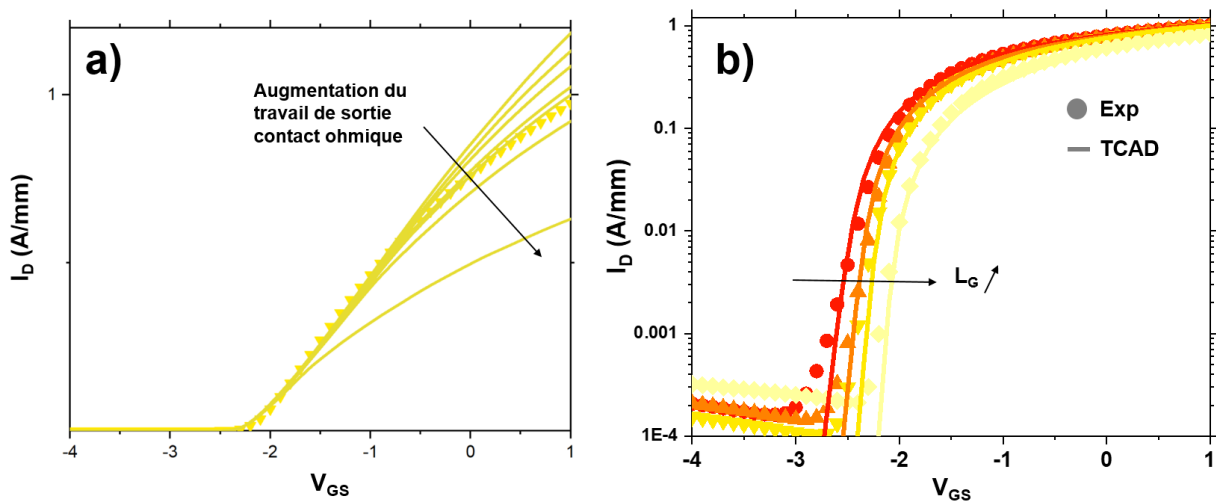 a)
Augmentation du
travail de sortie
contact ohmique
1
I_D (A/mm)
-4 -3 -2 -1 0 1
V_GS
b)
Exp
TCAD
L_G
1
0.1
0.01
0.001
1E-4
I_D (A/mm)
-4 -3 -2 -1 0 1
V_GS